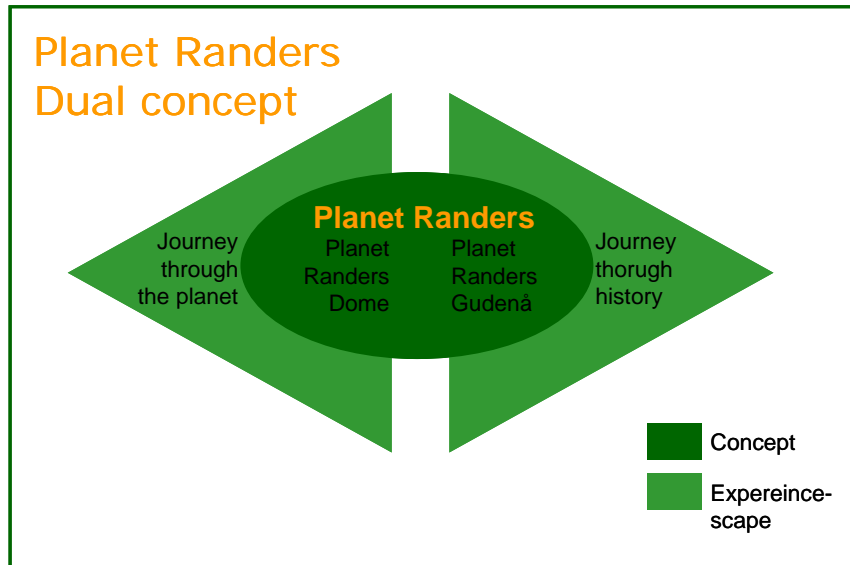 Planet Randers
Dual concept
Planet Randers
Journey
through
the planet
Planet
Randers
Dome
Planet
Randers
Gudenå
Journey
thorugh
history
Concept
Expereince-
scape